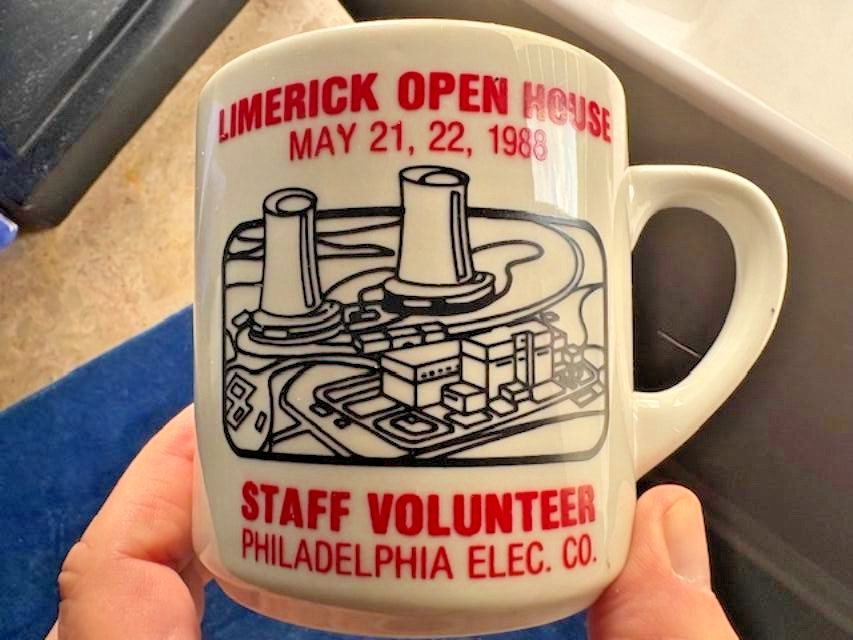 LIMERICK OPEN HOUSE
MAY 21, 22, 1988
STAFF VOLUNTEER
PHILADELPHIA ELEC. CO.